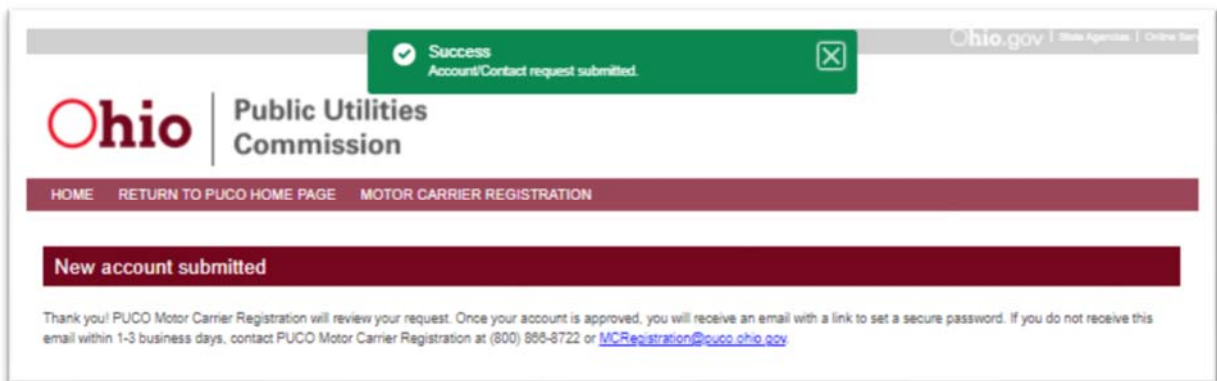 Ohio.gov | State Agencies | Online Ser
Success
Account/Contact request submitted.
Ohio | Public Utilities
Commission
HOME RETURN TO PUCO HOME PAGE MOTOR CARRIER REGISTRATION
New account submitted
Thank you! PUCO Motor Carrier Registration will review your request. Once your account is approved, you will receive an email with a link to set a secure password. If you do not receive this
email within 1-3 business days, contact PUCO Motor Carrier Registration at (800) 866-8722 or MCRegistration@puco.ohio.gov.